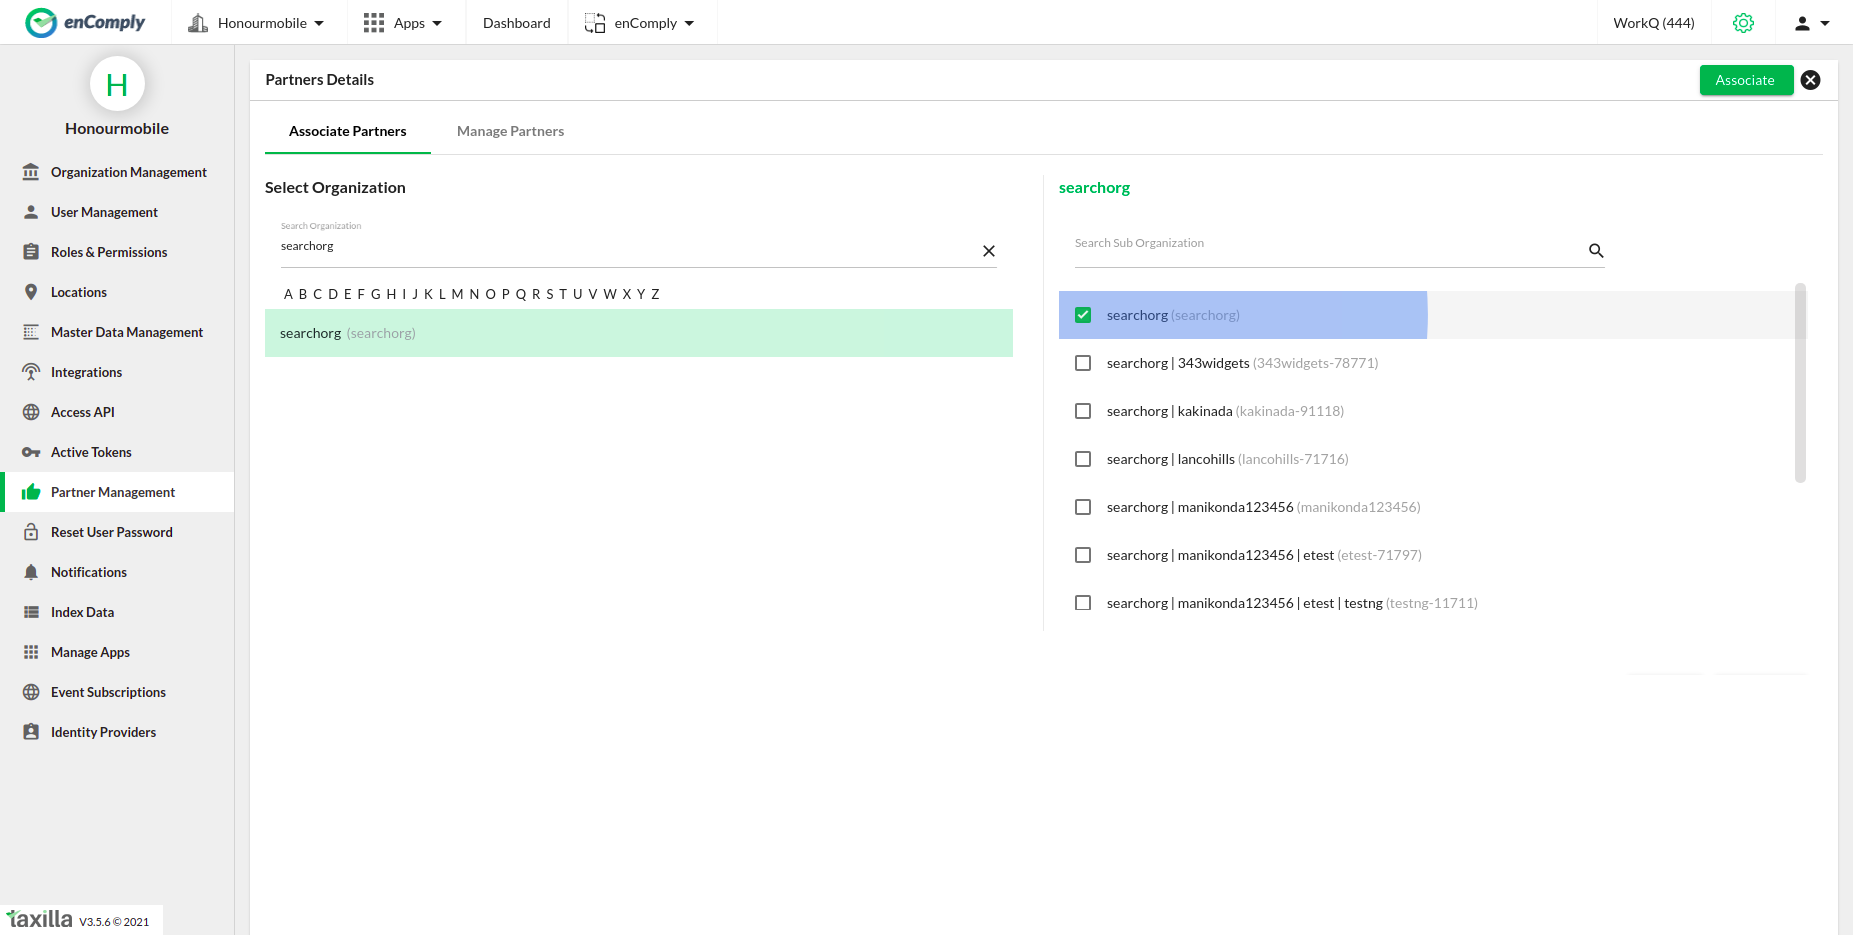 enComply
Honourmobile
Apps
Dashboard
enComply
WorkQ (444)
H
Honourmobile
Organization Management
User Management
Roles & Permissions
Locations
Master Data Management
Integrations
Access API
Active Tokens
Partner Management
Reset User Password
Notifications
Index Data
Manage Apps
Event Subscriptions
Identity Providers
taxilla V3.5.6 © 2021
Partners Details
Associate
Associate Partners
Manage Partners
Select Organization
Search Organization
searchorg
A B C D E F G H I J K L M N O P Q R S T U V W X Y Z
searchorg (searchorg)
searchorg
Search Sub Organization
searchorg (searchorg)
searchorg | 343widgets (343widgets-78771)
searchorg | kakinada (kakinada-91118)
searchorg | lancohills (lancohills-71716)
searchorg | manikonda123456 (manikonda123456)
searchorg | manikonda123456 | etest (etest-71797)
searchorg | manikonda123456 | etest | testng (testng-11711)